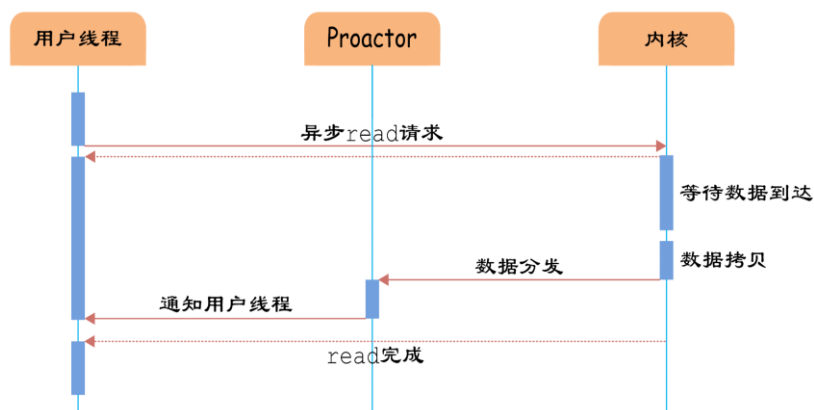 用户线程
Proactor
内核
异步read请求
等待数据到达
数据拷贝
数据分发
通知用户线程
read完成